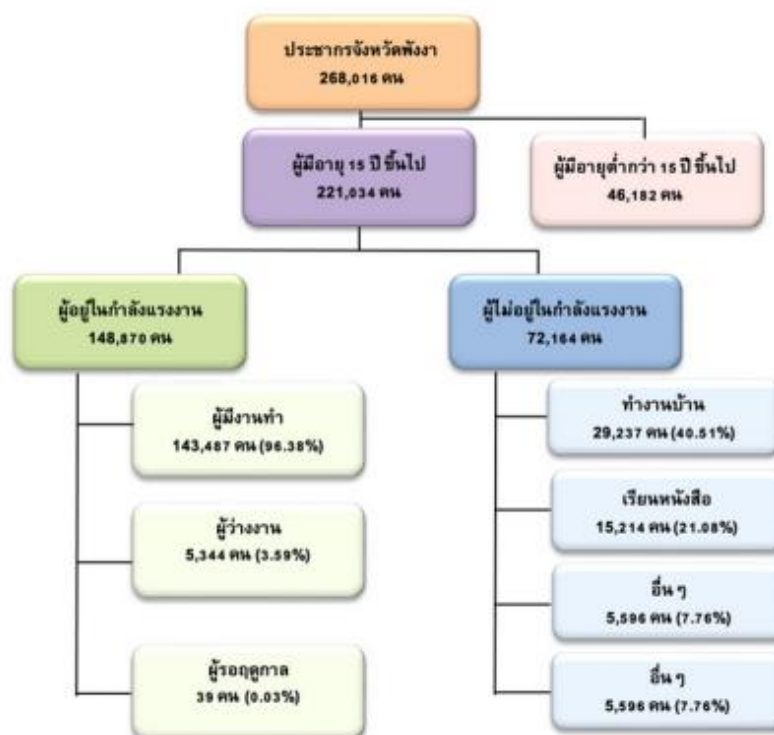 ประชากรจังหวัดพังงา
268,016 คน
ผู้มีอายุ 15 ปี ขึ้นไป
221,034 คน
ผู้มีอายุต่ำกว่า 15 ปี ขึ้นไป
46,182 คน
ผู้อยู่ในกำลังแรงงาน
148,870 คน
ผู้ไม่อยู่ในกำลังแรงงาน
72,164 คน
ผู้มีงานทำ
143,487 คน (96.38%)
ผู้ว่างงาน
5,344 คน (3.59%)
ผู้รอฤดูกาล
39 คน (0.03%)
ทำงานบ้าน
29,237 คน (40.51%)
เรียนหนังสือ
15,214 คน (21.08%)
อื่น ๆ
5,596 คน (7.76%)
อื่น ๆ
5,596 คน (7.76%)